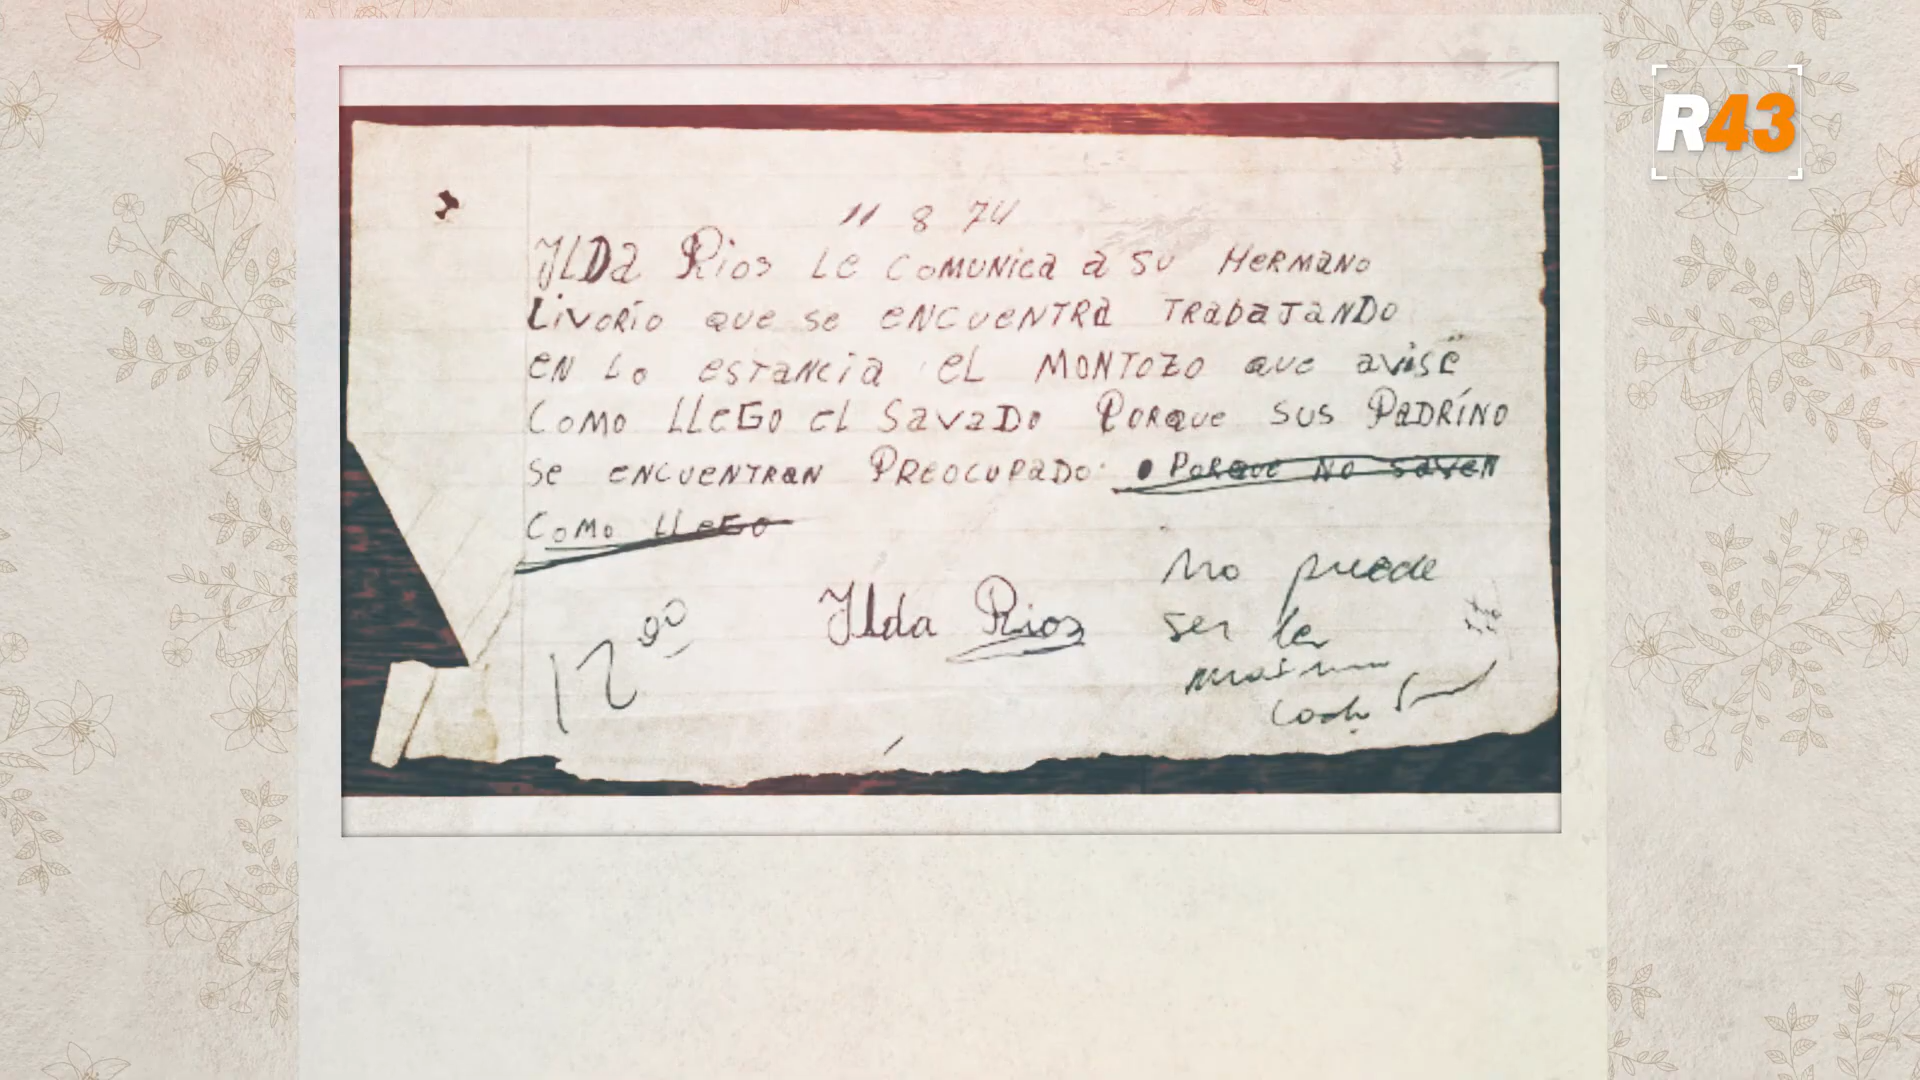 R43
11 8 74
ILDa Rios Le comunica a su HERMANO
Livorio que se encuentra TRabaJaNDo
en Lo estancia el MONTOZO que avise
como LLEGO el savaDo Porque sus PaDRíNO
se encuentran PREOCUPaDo Porque No saven
como LLEGO
12 00
Ilda Rios
no puede
ser la